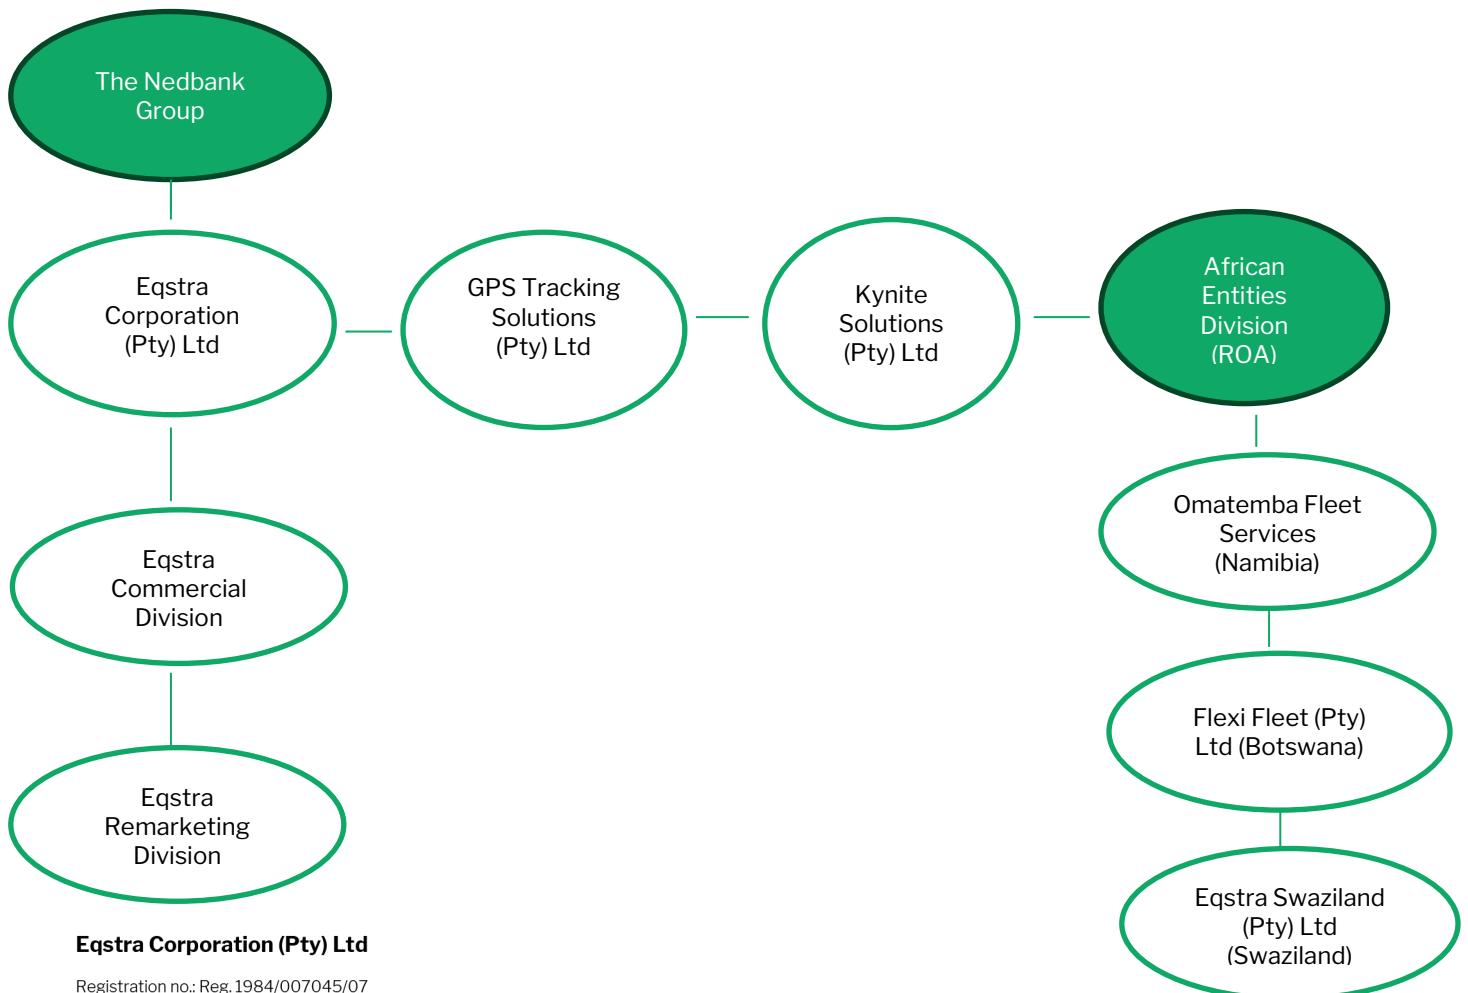 The Nedbank
Group
Eqstra
Corporation
(Pty) Ltd
GPS Tracking
Solutions
(Pty) Ltd
Kynite
Solutions
(Pty) Ltd
African
Entities
Division
(ROA)
Eqstra
Commercial
Division
Eqstra
Remarketing
Division
Omatemba Fleet
Services
(Namibia)
Flexi Fleet (Pty)
Ltd (Botswana)
Eqstra Swaziland
(Pty) Ltd
(Swaziland)
Eqstra Corporation (Pty) Ltd
Registration no.: Reg. 1984/007045/07